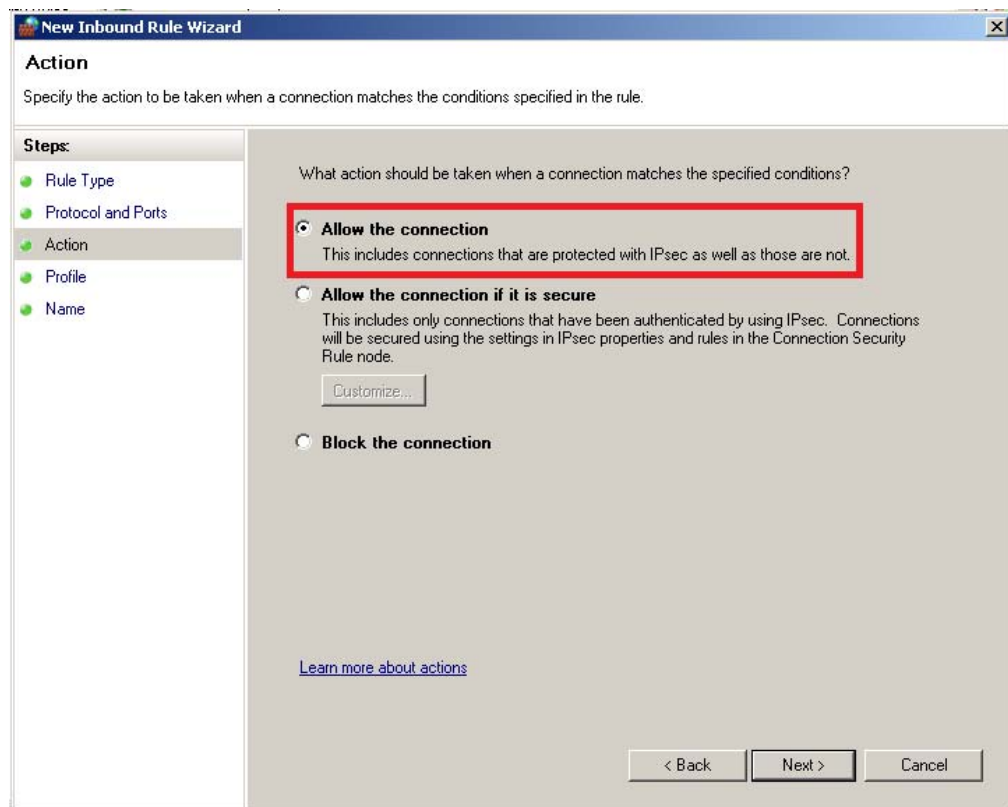 New Inbound Rule Wizard
Action
Specify the action to be taken when a connection matches the conditions specified in the rule.
Steps:
Rule Type
Protocol and Ports
Action
Profile
Name
What action should be taken when a connection matches the specified conditions?
Allow the connection
This includes connections that are protected with IPsec as well as those are not.
Allow the connection if it is secure
This includes only connections that have been authenticated by using IPsec. Connections
will be secured using the settings in IPsec properties and rules in the Connection Security
Rule node.
Customize...
Block the connection
Learn more about actions
< Back
Next >
Cancel